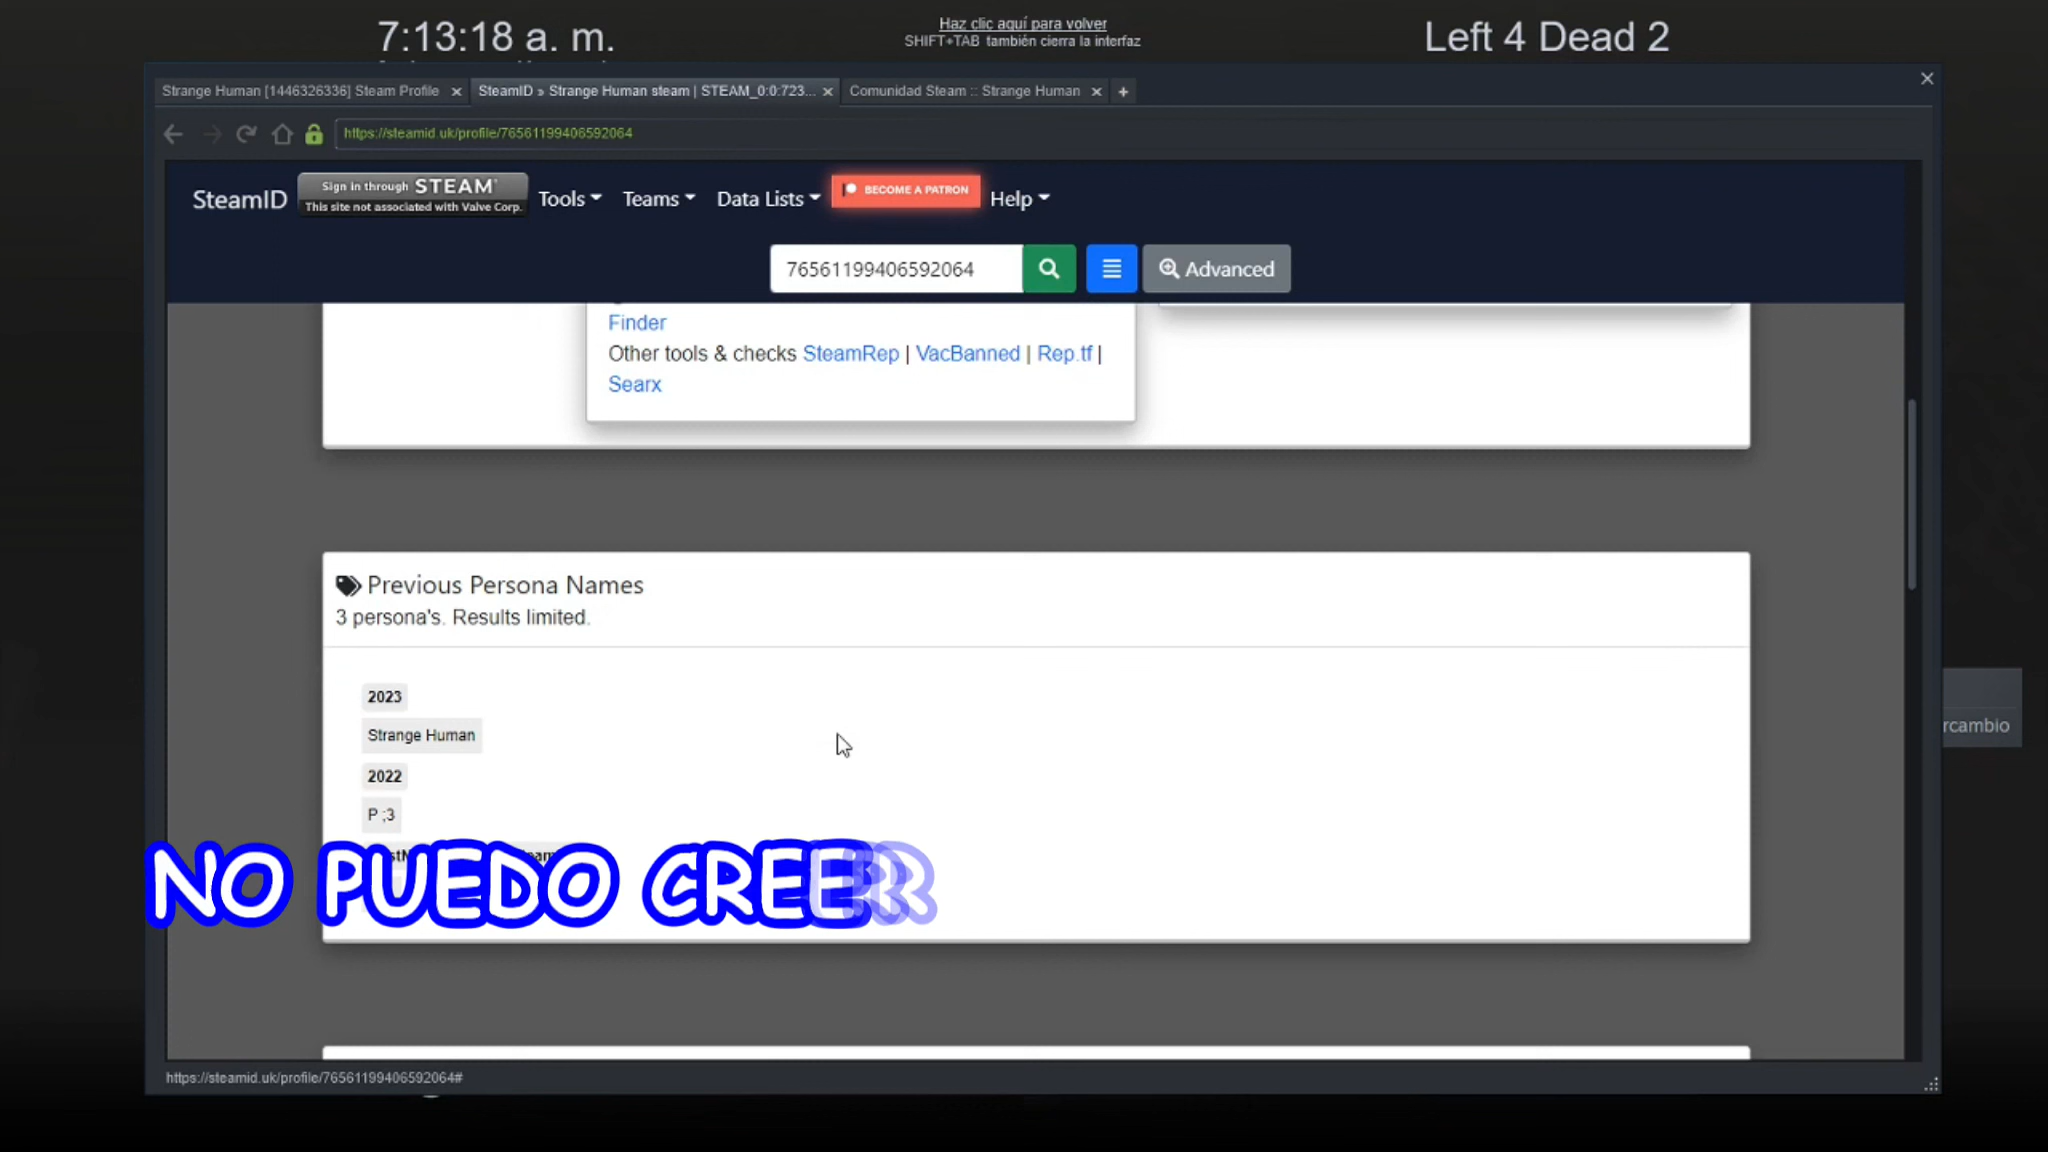 7:13:18 a. m.
Haz clic aquí para volver
SHIFT+TAB también cierra la interfaz
Left 4 Dead 2
Strange Human [1446326336] Steam Profile
SteamID » Strange Human steam | STEAM_0:0:723...
Comunidad Steam :: Strange Human
https://steamid.uk/profile/76561199406592064
SteamID
Sign in through STEAM
This site not associated with Valve Corp.
Tools
Teams
Data Lists
BECOME A PATRON
Help
76561199406592064
Advanced
Finder
Other tools & checks SteamRep | VacBanned | Rep.tf |
Searx
Previous Persona Names
3 persona's. Results limited.
2023
Strange Human
2022
P ;3
rcambio
NO PUEDO CREER
https://steamid.uk/profile/76561199406592064#